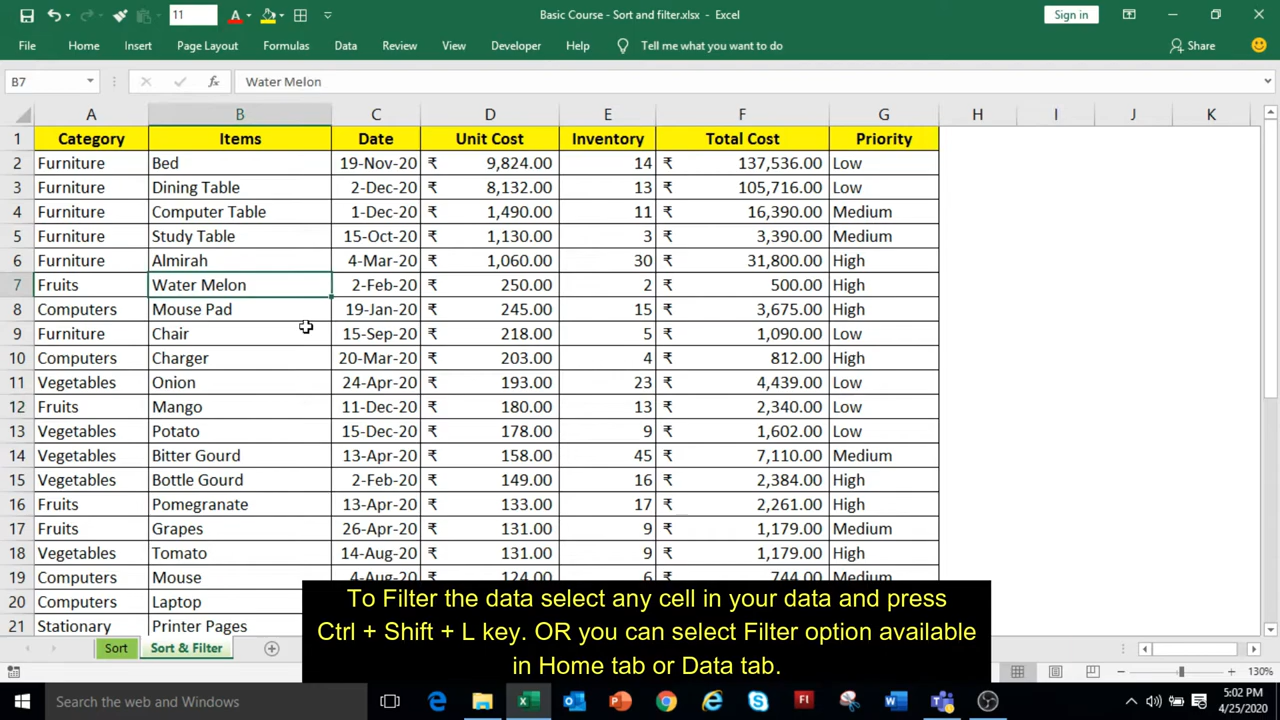 11 A Basic Course - Sort and filter.xlsx - Excel Sign in
File Home Insert Page Layout Formulas Data Review View Developer Help Tell me what you want to do Share
B7 fx Water Melon
A B C D E F G H I J K
1 Category Items Date Unit Cost Inventory Total Cost Priority
2 Furniture Bed 19-Nov-20 ₹ 9,824.00 14 ₹ 137,536.00 Low
3 Furniture Dining Table 2-Dec-20 ₹ 8,132.00 13 ₹ 105,716.00 Low
4 Furniture Computer Table 1-Dec-20 ₹ 1,490.00 11 ₹ 16,390.00 Medium
5 Furniture Study Table 15-Oct-20 ₹ 1,130.00 3 ₹ 3,390.00 Medium
6 Furniture Almirah 4-Mar-20 ₹ 1,060.00 30 ₹ 31,800.00 High
7 Fruits Water Melon 2-Feb-20 ₹ 250.00 2 ₹ 500.00 High
8 Computers Mouse Pad 19-Jan-20 ₹ 245.00 15 ₹ 3,675.00 High
9 Furniture Chair 15-Sep-20 ₹ 218.00 5 ₹ 1,090.00 Low
10 Computers Charger 20-Mar-20 ₹ 203.00 4 ₹ 812.00 High
11 Vegetables Onion 24-Apr-20 ₹ 193.00 23 ₹ 4,439.00 Low
12 Fruits Mango 11-Dec-20 ₹ 180.00 13 ₹ 2,340.00 Low
13 Vegetables Potato 15-Dec-20 ₹ 178.00 9 ₹ 1,602.00 Low
14 Vegetables Bitter Gourd 13-Apr-20 ₹ 158.00 45 ₹ 7,110.00 Medium
15 Vegetables Bottle Gourd 2-Feb-20 ₹ 149.00 16 ₹ 2,384.00 High
16 Fruits Pomegranate 13-Apr-20 ₹ 133.00 17 ₹ 2,261.00 High
17 Fruits Grapes 26-Apr-20 ₹ 131.00 9 ₹ 1,179.00 Medium
18 Vegetables Tomato 14-Aug-20 ₹ 131.00 9 ₹ 1,179.00 High
19 Computers Mouse 4-Aug-20 ₹ 124.00 6 ₹ 744.00 Medium
20 Computers Laptop
21 Stationery Printer Pages
To Filter the data select any cell in your data and press
Ctrl + Shift + L key. OR you can select Filter option available
in Home tab or Data tab.
Sort Sort & Filter
130%
Search the web and Windows
5:02 PM
4/25/2020